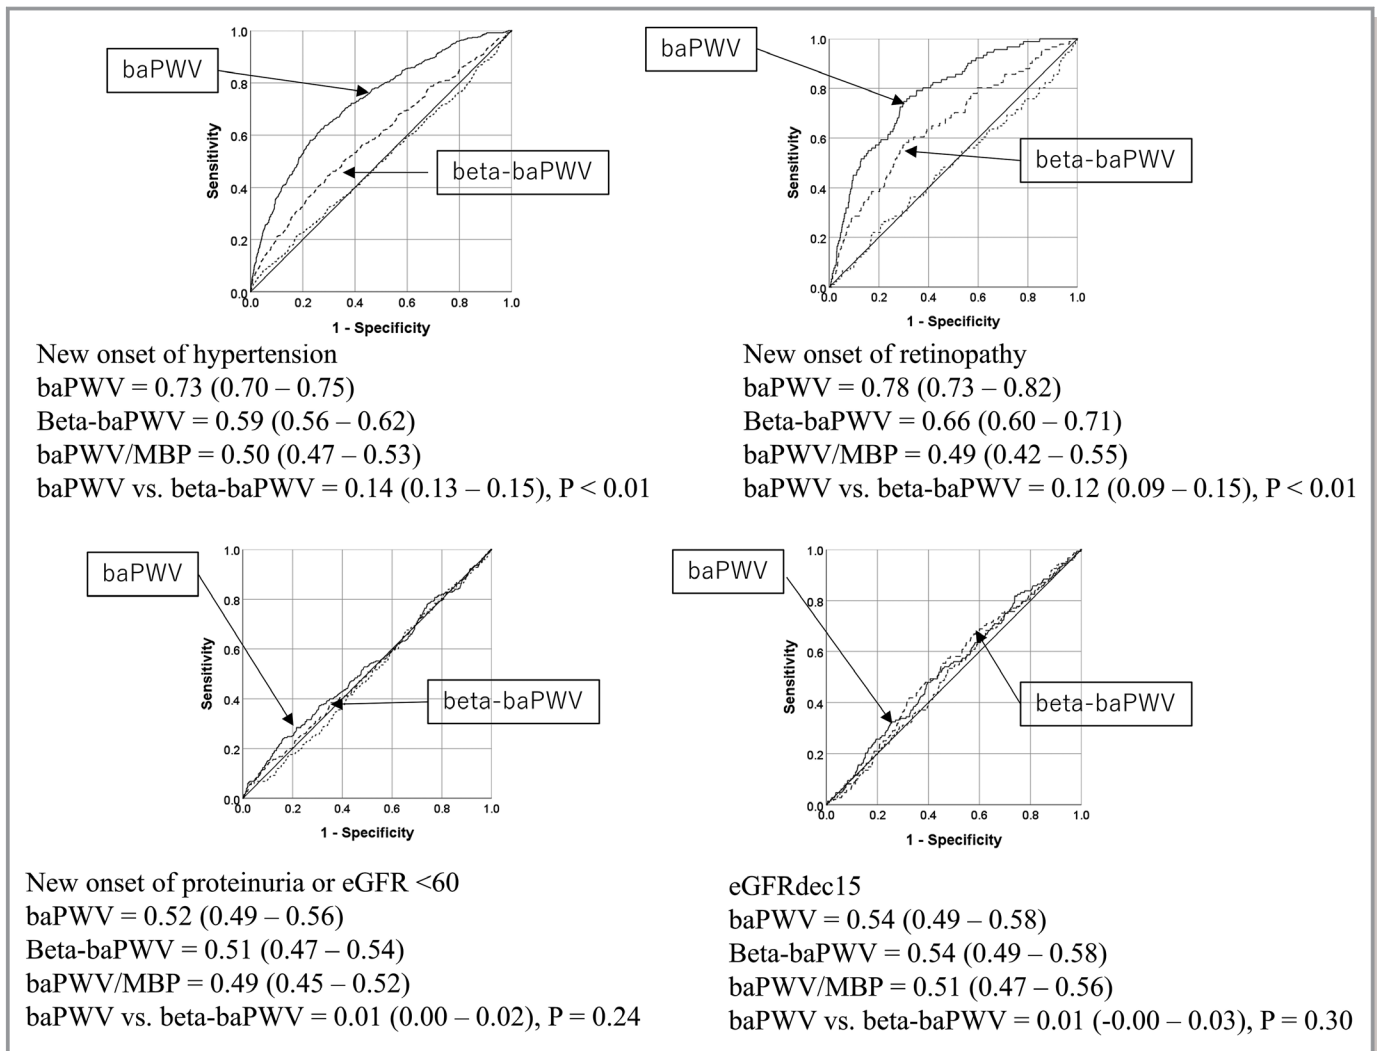 baPWV
beta-baPWV
Sensitivity
1.0
0.8
0.6
0.4
0.2
0.0
0.0 0.2 0.4 0.6 0.8 1.0
1 - Specificity
New onset of hypertension
baPWV = 0.73 (0.70 – 0.75)
Beta-baPWV = 0.59 (0.56 – 0.62)
baPWV/MBP = 0.50 (0.47 – 0.53)
baPWV vs. beta-baPWV = 0.14 (0.13 – 0.15), P < 0.01
baPWV
beta-baPWV
Sensitivity
1.0
0.8
0.6
0.4
0.2
0.0
0.0 0.2 0.4 0.6 0.8 1.0
1 - Specificity
New onset of retinopathy
baPWV = 0.78 (0.73 – 0.82)
Beta-baPWV = 0.66 (0.60 – 0.71)
baPWV/MBP = 0.49 (0.42 – 0.55)
baPWV vs. beta-baPWV = 0.12 (0.09 – 0.15), P < 0.01
baPWV
beta-baPWV
Sensitivity
1.0
0.8
0.6
0.4
0.2
0.0
0.0 0.2 0.4 0.6 0.8 1.0
1 - Specificity
New onset of proteinuria or eGFR <60
baPWV = 0.52 (0.49 – 0.56)
Beta-baPWV = 0.51 (0.47 – 0.54)
baPWV/MBP = 0.49 (0.45 – 0.52)
baPWV vs. beta-baPWV = 0.01 (0.00 – 0.02), P = 0.24
baPWV
beta-baPWV
Sensitivity
1.0
0.8
0.6
0.4
0.2
0.0
0.0 0.2 0.4 0.6 0.8 1.0
1 - Specificity
eGFRdec15
baPWV = 0.54 (0.49 – 0.58)
Beta-baPWV = 0.54 (0.49 – 0.58)
baPWV/MBP = 0.51 (0.47 – 0.56)
baPWV vs. beta-baPWV = 0.01 (-0.00 – 0.03), P = 0.30